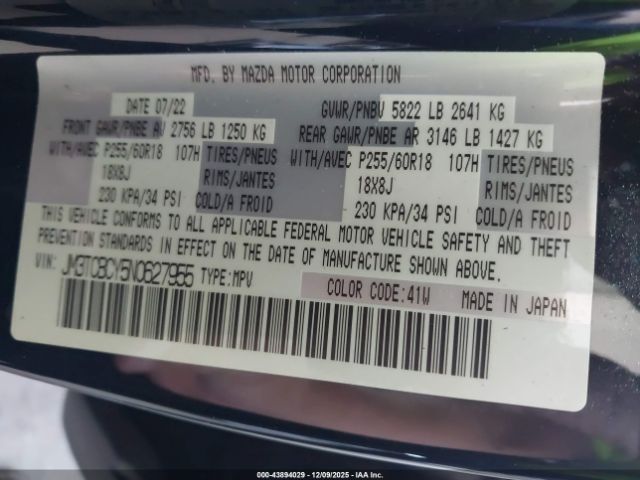 MFD. BY MAZDA MOTOR CORPORATION
DATE 07/22 GVWR/PNBV 5822 LB 2641 KG
FRONT GAWR/PNBE AV 2756 LB 1250 KG REAR GAWR/PNBE AR 3146 LB 1427 KG
WITH/AVEC P255/60R18 107H TIRES/PNEUS WITH/AVEC P255/60R18 107H TIRES/PNEUS
18X8J RIMS/JANTES 18X8J RIMS/JANTES
230 KPA/34 PSI COLD/A FROID 230 KPA/34 PSI COLD/A FROID
THIS VEHICLE CONFORMS TO ALL APPLICABLE FEDERAL MOTOR VEHICLE SAFETY AND THEFT
PREVENTION STANDARDS IN EFFECT ON THE DATE OF MANUFACTURE SHOWN ABOVE.
VIN: JM3TCBCY5N0627955 TYPE:MPV
COLOR CODE:41W MADE IN JAPAN
000-43894029 - 12/09/2025 - IAA Inc.